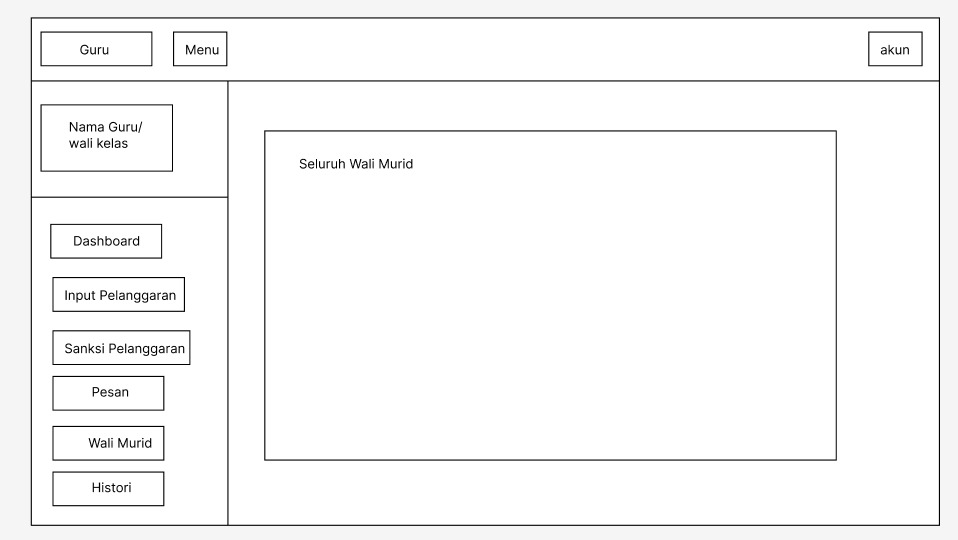 Guru
Menu
akun
Nama Guru/
wali kelas
Seluruh Wali Murid
Dashboard
Input Pelanggaran
Sanksi Pelanggaran
Pesan
Wali Murid
Histori